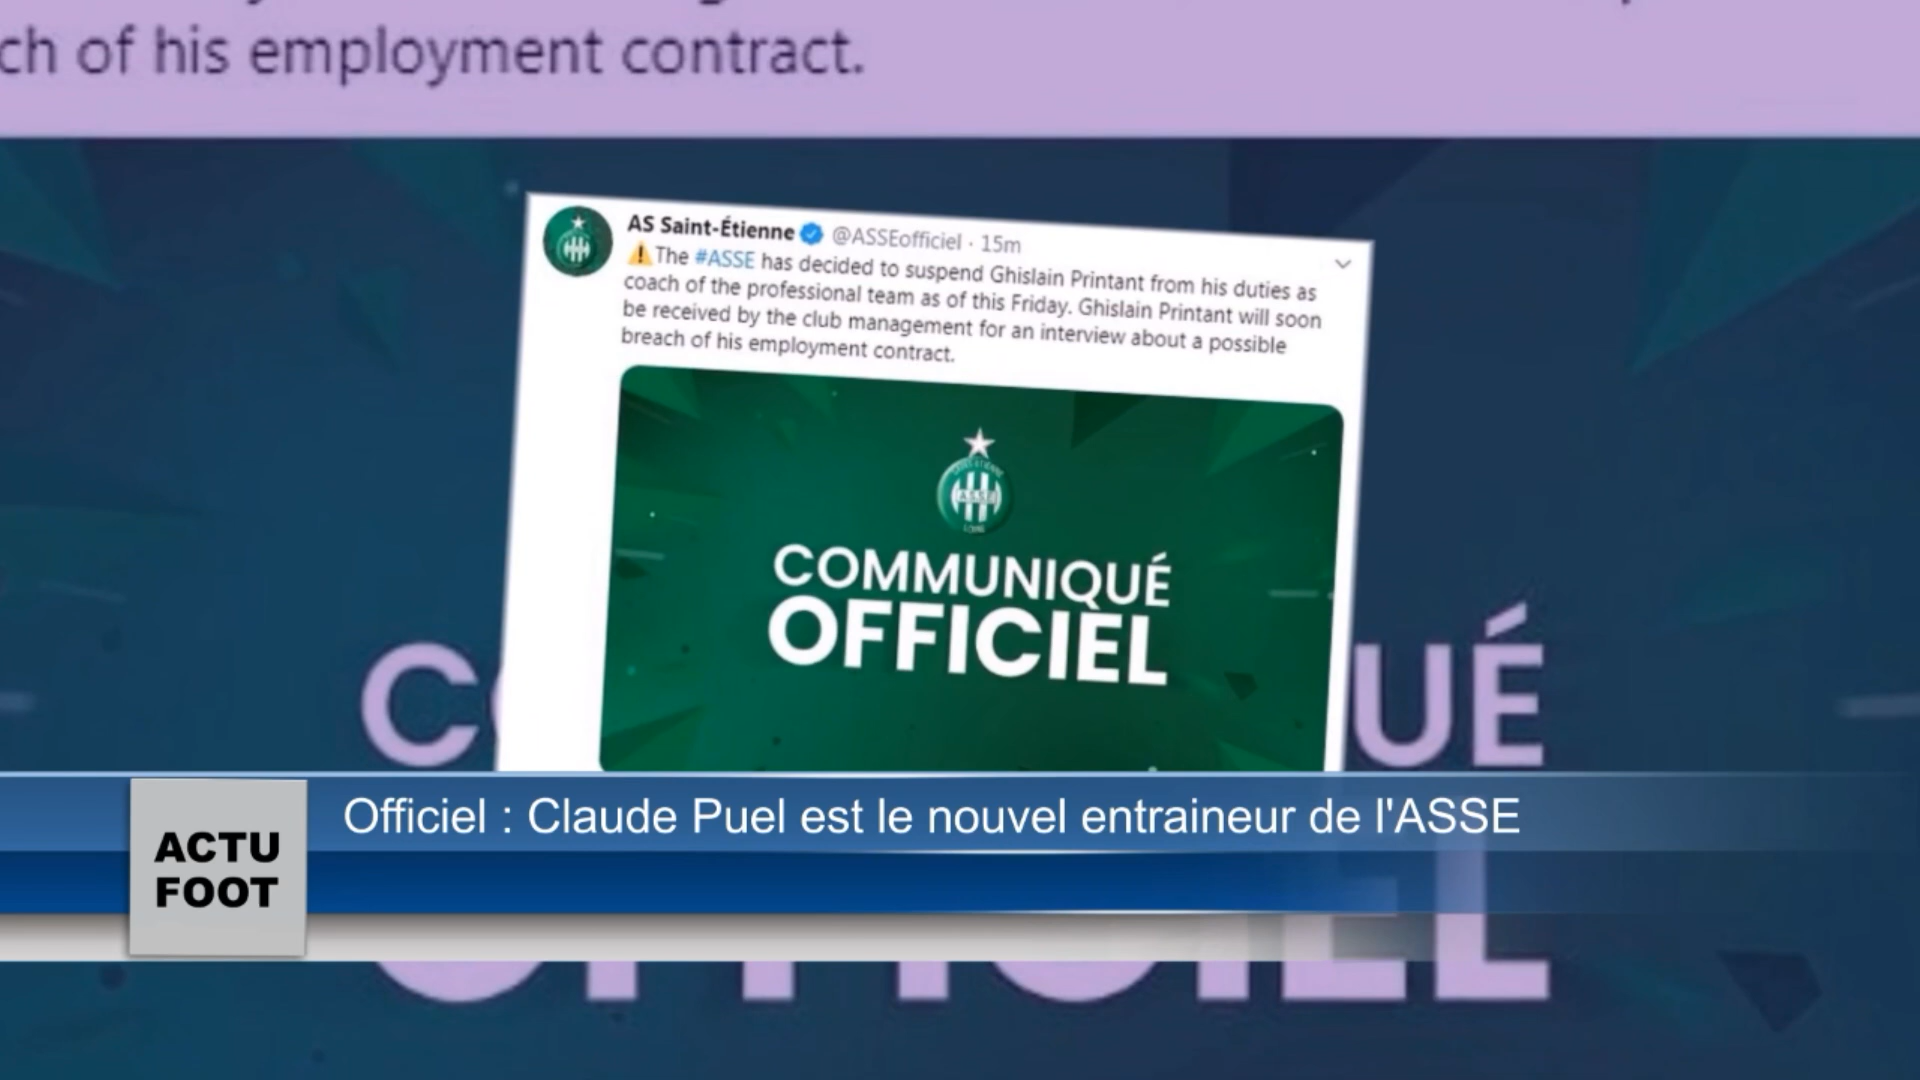 ch of his employment contract.
AS Saint-Étienne @ASSEofficiel · 15m
⚠The #ASSE has decided to suspend Ghislain Printant from his duties as
coach of the professional team as of this Friday. Ghislain Printant will soon
be received by the club management for an interview about a possible
breach of his employment contract.
ASSE
LOIRE
COMMUNIQUÉ
OFFICIEL
C
UÉ
Officiel : Claude Puel est le nouvel entraineur de l'ASSE
ACTU
FOOT